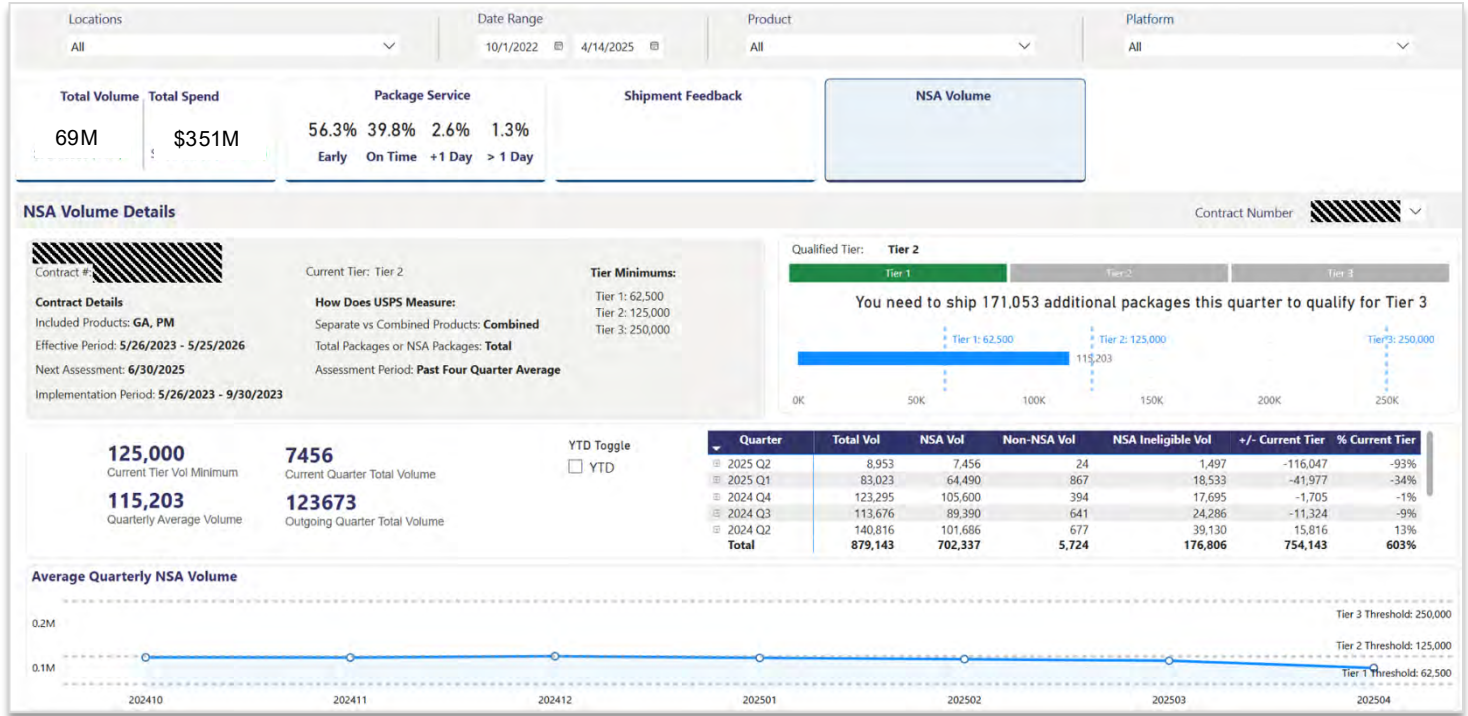 Locations
All
Date Range
10/1/2022 4/14/2025
Product
All
Platform
All
Total Volume Total Spend
69M $351M
Package Service
56.3% 39.8% 2.6% 1.3%
Early On Time +1 Day > 1 Day
Shipment Feedback
NSA Volume
NSA Volume Details
Contract Number
Contract #:
Contract Details
Included Products: GA, PM
Effective Period: 5/26/2023 - 5/25/2026
Next Assessment: 6/30/2025
Implementation Period: 5/26/2023 - 9/30/2023
Current Tier: Tier 2
How Does USPS Measure:
Separate vs Combined Products: Combined
Total Packages or NSA Packages: Total
Assessment Period: Past Four Quarter Average
Tier Minimums:
Tier 1: 62,500
Tier 2: 125,000
Tier 3: 250,000
Qualified Tier: Tier 2
Tier 1 Tier 2 Tier 3
You need to ship 171,053 additional packages this quarter to qualify for Tier 3
Tier 1: 62,500 Tier 2: 125,000 Tier 3: 250,000
115,203
0K 50K 100K 150K 200K 250K
125,000
Current Tier Vol Minimum
7456
Current Quarter Total Volume
115,203
Quarterly Average Volume
123673
Outgoing Quarter Total Volume
YTD Toggle
YTD
Quarter Total Vol NSA Vol Non-NSA Vol NSA Ineligible Vol +/- Current Tier % Current Tier
2025 Q2 8,953 7,456 24 1,497 -116,047 -93%
2025 Q1 83,023 64,490 867 18,533 -41,977 -34%
2024 Q4 123,295 105,600 394 17,695 -1,705 -1%
2024 Q3 113,676 89,390 641 24,286 -11,324 -9%
2024 Q2 140,816 101,686 677 39,130 15,816 13%
Total 879,143 702,337 5,724 176,806 754,143 603%
Average Quarterly NSA Volume
0.2M
0.1M
Tier 3 Threshold: 250,000
Tier 2 Threshold: 125,000
Tier 1 Threshold: 62,500
202410 202411 202412 202501 202502 202503 202504